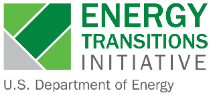 ENERGY
TRANSITIONS
INITIATIVE
U.S. Department of Energy